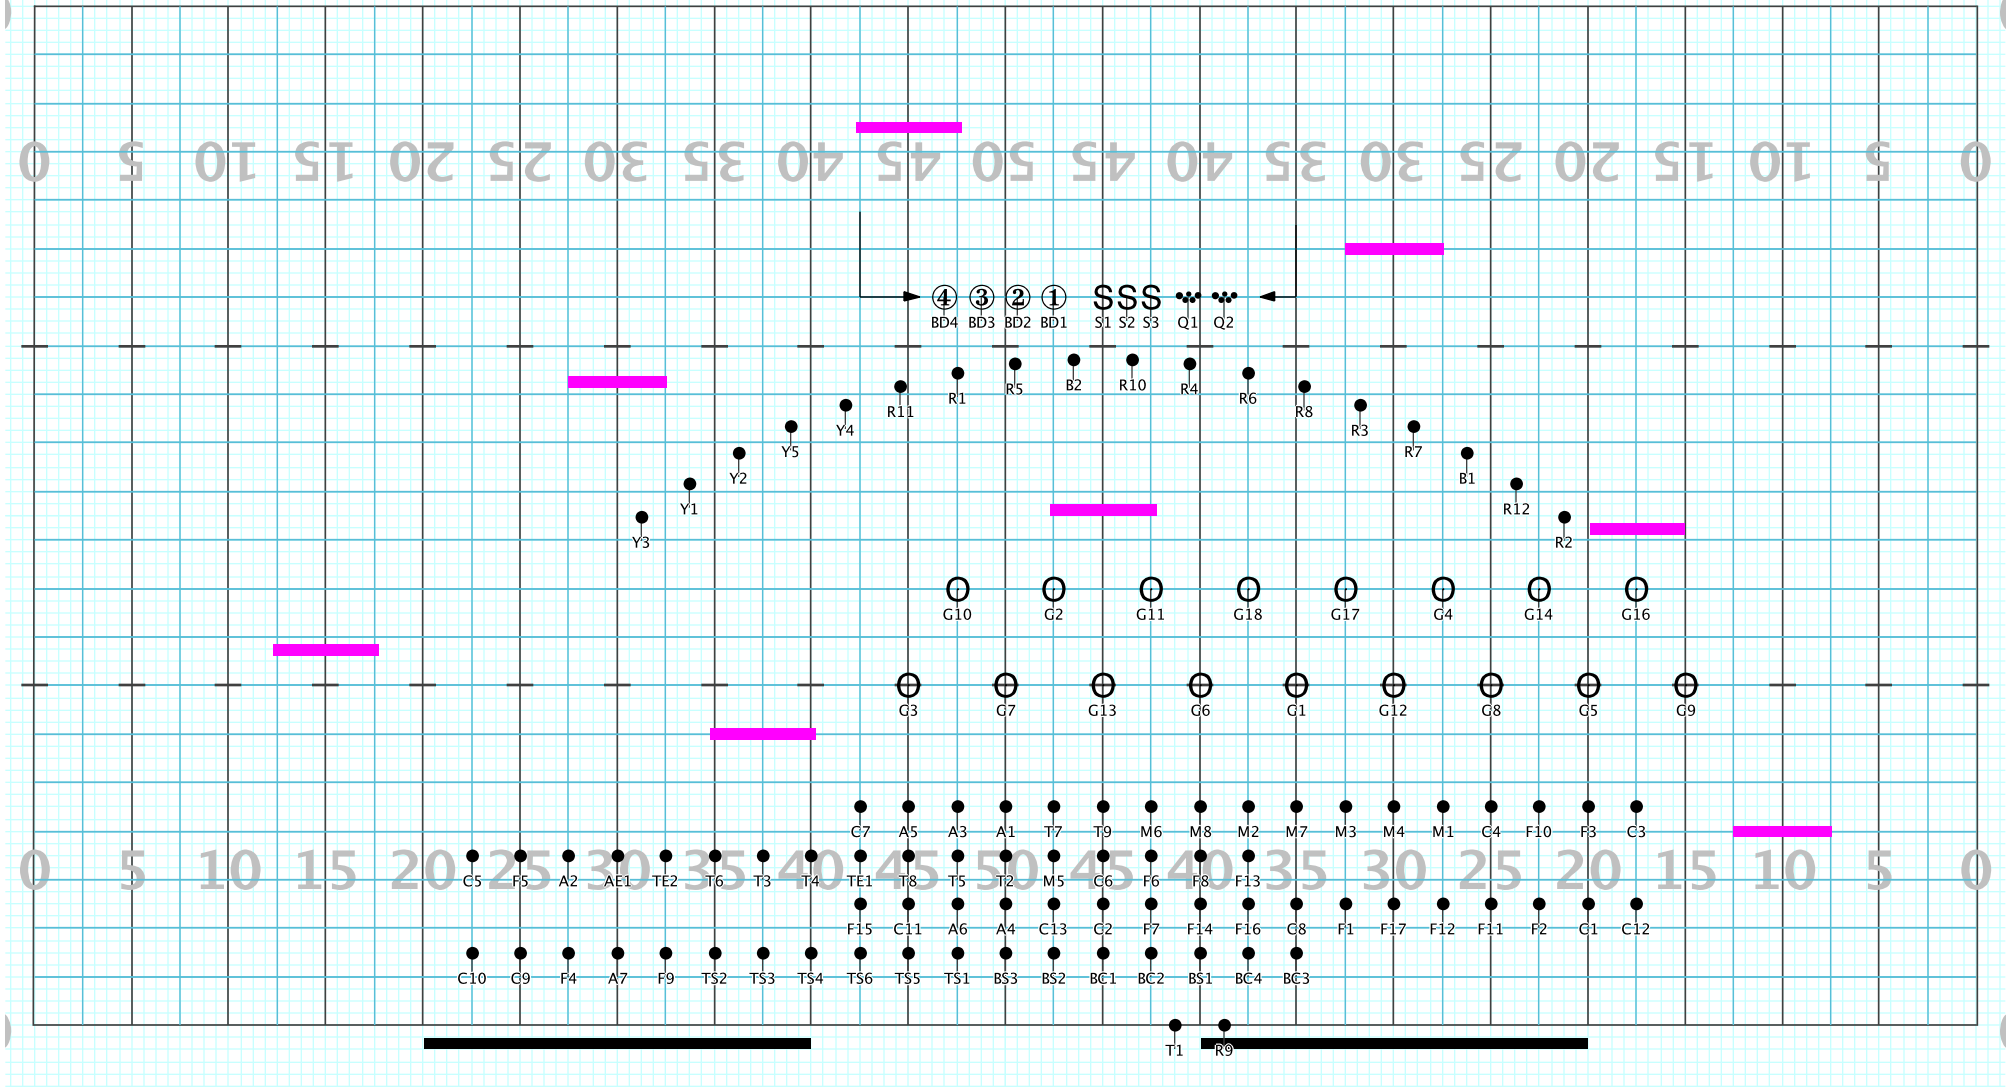 0 5 10 15 20 25 30 35 40 45 50 45 40 35 30 25 20 15 10 5 0
4 3 2 1 S S S
BD4 BD3 BD2 BD1 S1 S2 S3 Q1 Q2
B2 R10
R5 R4
R1 R6
R11 R8
Y4 R3
Y5 R7
Y2 B1
Y1 R12
Y3 R2
G10 G2 G11 G18 G17 G4 G14 G16
G3 G7 G13 G6 G1 G12 G8 G5 G9
C7 A5 A3 A1 T7 T9 M6 M8 M2 M7 M3 M4 M1 C4 F10 F3 C3
0 5 10 15 20 25 30 35 40 45 50 45 40 35 30 25 20 15 10 5 0
C5 F5 A2 AE1 TE2 T6 T3 T4 TE1 T8 T5 T2 M5 C6 F6 F8 F13
F15 C11 A6 A4 C13 C2 F7 F14 F16 C8 F1 F17 F12 F11 F2 C1 C12
C10 C9 F4 A7 F9 TS2 TS3 TS4 TS6 TS5 TS1 BS3 BS2 BC1 BC2 BS1 BC4 BC3
T1 R9